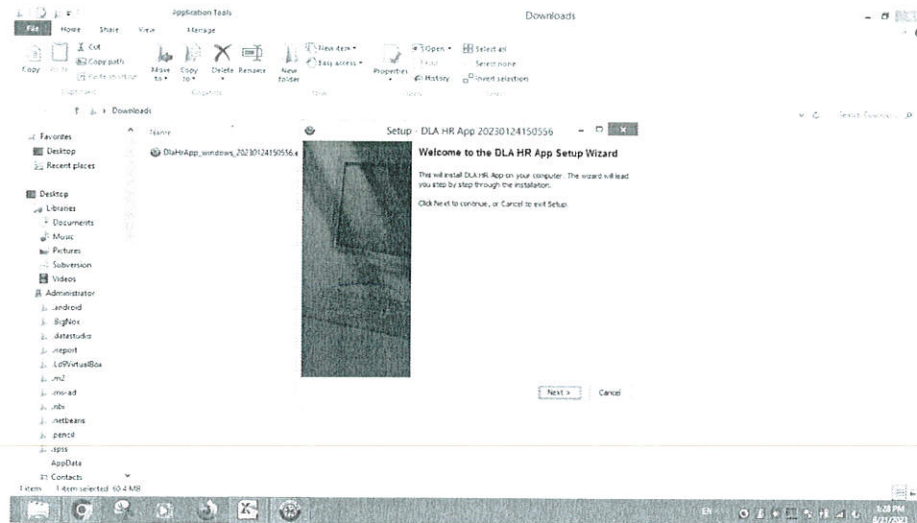 Application Tools
Downloads
File Home Share View Manage
Cut
Copy path
Copy
Move to
Copy to
Delete Rename
New folder
New item
Easy access
Properties
Open
History
Select all
Select none
Invert selection
Downloads
Favorites
Desktop
Recent places
Desktop
Libraries
Documents
Music
Pictures
Subversion
Videos
Administrator
.android
.BigNox
.datastudio
.Ld9VirtualBox
.m2
.nbi
.netbeans
.pencil
AppData
Contacts
Name
DlaHrApp_windows_20230124150556.e
Setup - DLA HR App 20230124150556
Welcome to the DLA HR App Setup Wizard
This will install DLA HR App on your computer. The wizard will lead
you step by step through the installation.
Click Next to continue, or Cancel to exit Setup.
Next > Cancel
1 item 1 item selected 60.4 MB
EN